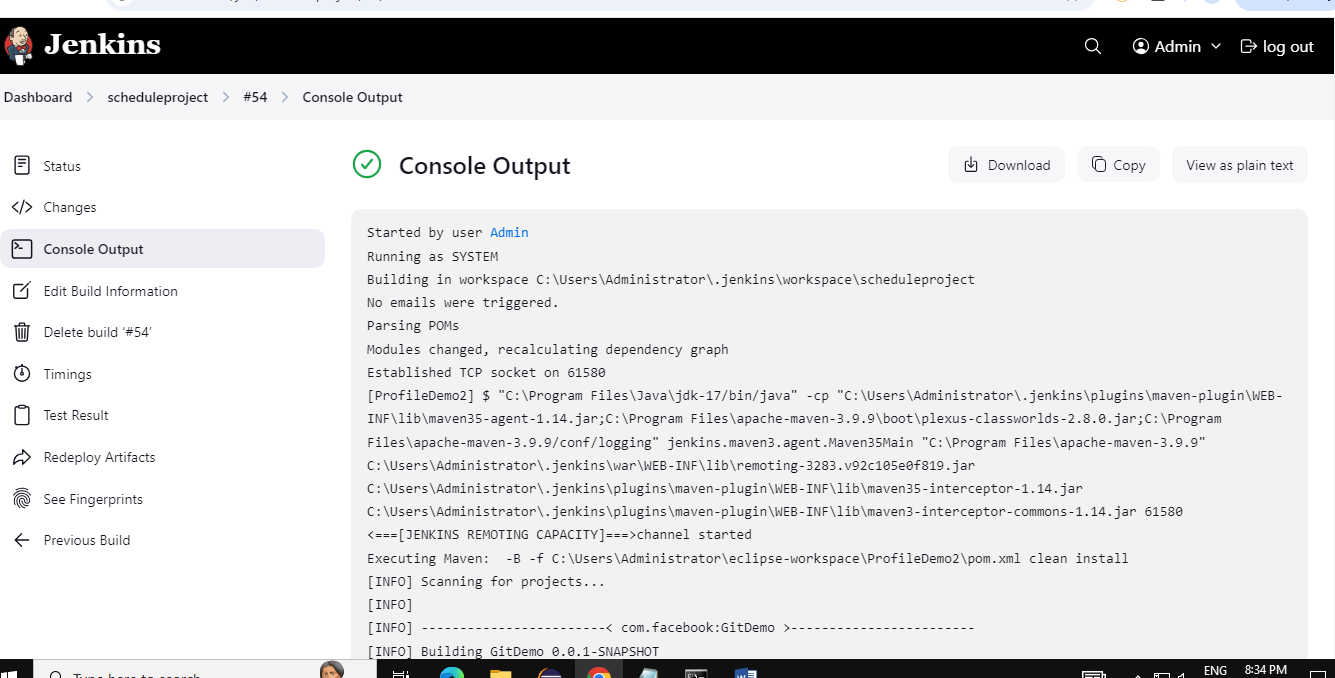 Jenkins
Admin
log out
Dashboard > scheduleproject > #54 > Console Output
Status
Changes
Console Output
Edit Build Information
Delete build ‘#54’
Timings
Test Result
Redeploy Artifacts
See Fingerprints
Previous Build
Console Output
Download
Copy
View as plain text
Started by user Admin
Running as SYSTEM
Building in workspace C:\Users\Administrator\.jenkins\workspace\scheduleproject
No emails were triggered.
Parsing POMs
Modules changed, recalculating dependency graph
Established TCP socket on 61580
[ProfileDemo2] $ "C:\Program Files\Java\jdk-17/bin/java" -cp "C:\Users\Administrator\.jenkins\plugins\maven-plugin\WEB-
INF\lib\maven35-agent-1.14.jar;C:\Program Files\apache-maven-3.9.9\boot\plexus-classworlds-2.8.0.jar;C:\Program
Files\apache-maven-3.9.9/conf/logging" jenkins.maven3.agent.Maven35Main "C:\Program Files\apache-maven-3.9.9"
C:\Users\Administrator\.jenkins\war\WEB-INF\lib\remoting-3283.v92c105e0f819.jar
C:\Users\Administrator\.jenkins\plugins\maven-plugin\WEB-INF\lib\maven35-interceptor-1.14.jar
C:\Users\Administrator\.jenkins\plugins\maven-plugin\WEB-INF\lib\maven3-interceptor-commons-1.14.jar 61580
<===[JENKINS REMOTING CAPACITY]===>channel started
Executing Maven:  -B -f C:\Users\Administrator\eclipse-workspace\ProfileDemo2\pom.xml clean install
[INFO] Scanning for projects...
[INFO]
[INFO] ------------------------< com.facebook:GitDemo >------------------------
[INFO] Building GitDemo 0.0.1-SNAPSHOT
Type here to search
ENG
8:34 PM